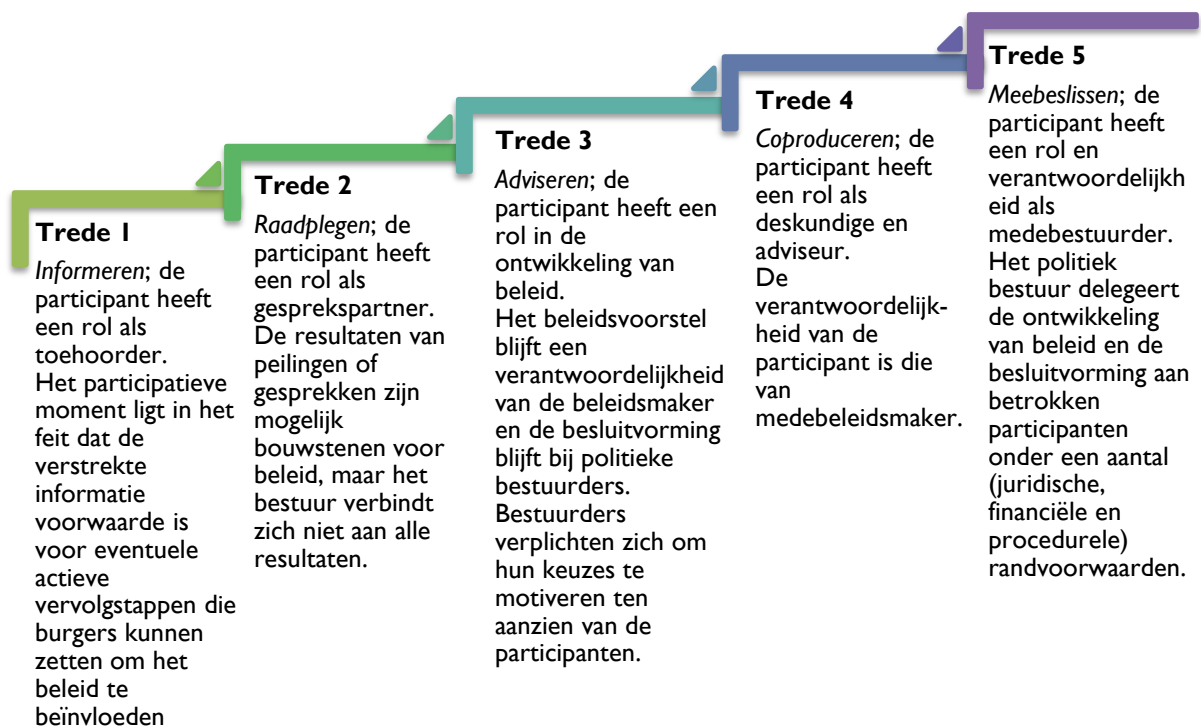 Trede 1
Informeren; de
participant heeft
een rol als
toehoorder.
Het participatieve
moment ligt in het
feit dat de
verstrekte
informatie
voorwaarde is
voor eventuele
actieve
vervolgstappen die
burgers kunnen
zetten om het
beleid te
beïnvloeden
Trede 2
Raadplegen; de
participant heeft
een rol als
gesprekspartner.
De resultaten van
peilingen of
gesprekken zijn
mogelijk
bouwstenen voor
beleid, maar het
bestuur verbindt
zich niet aan alle
resultaten.
Trede 3
Adviseren; de
participant heeft een
rol in de
ontwikkeling van
beleid.
Het beleidsvoorstel
blijft een
verantwoordelijkheid
van de beleidsmaker
en de besluitvorming
blijft bij politieke
bestuurders.
Bestuurders
verplichten zich om
hun keuzes te
motiveren ten
aanzien van de
participanten.
Trede 4
Coproduceren; de
participant heeft
een rol als
deskundige en
adviseur.
De
verantwoordelijk-
heid van de
participant is die
van
medebeleidsmaker.
Trede 5
Meebeslissen; de
participant heeft
een rol en
verantwoordelijkh
eid als
medebestuurder.
Het politiek
bestuur delegeert
de ontwikkeling
van beleid en de
besluitvorming aan
betrokken
participanten
onder een aantal
(juridische,
financiële en
procedurele)
randvoorwaarden.